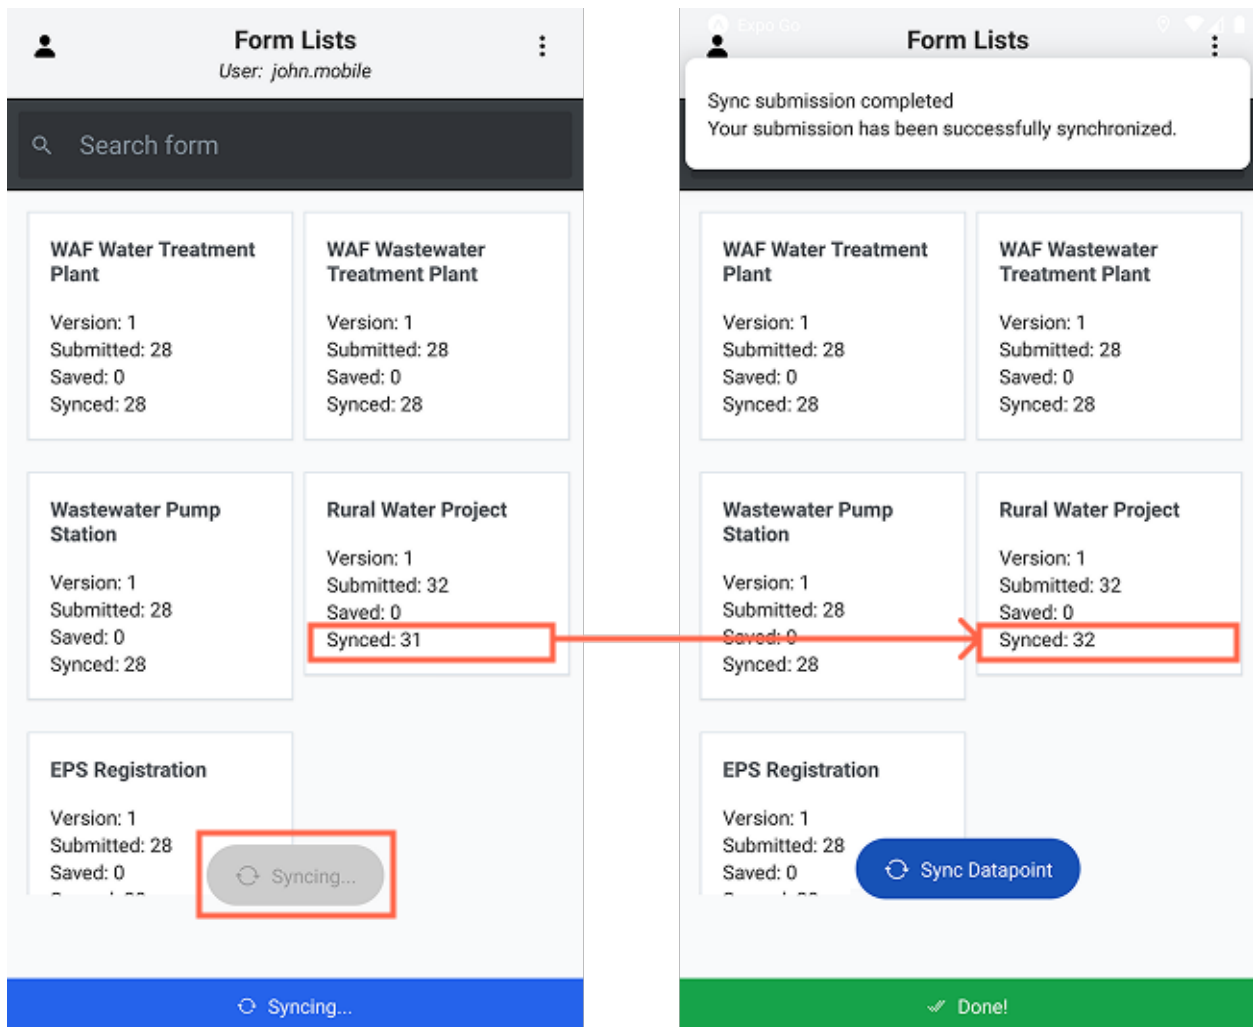 Form Lists
User: john.mobile
Search form
WAF Water Treatment
Plant
Version: 1
Submitted: 28
Saved: 0
Synced: 28
WAF Wastewater
Treatment Plant
Version: 1
Submitted: 28
Saved: 0
Synced: 28
Wastewater Pump
Station
Version: 1
Submitted: 28
Saved: 0
Synced: 28
Rural Water Project
Version: 1
Submitted: 32
Saved: 0
Synced: 31
EPS Registration
Version: 1
Submitted: 28
Saved: 0
Syncing...
Syncing...
Expo Go
Form Lists
Sync submission completed
Your submission has been successfully synchronized.
WAF Water Treatment
Plant
Version: 1
Submitted: 28
Saved: 0
Synced: 28
WAF Wastewater
Treatment Plant
Version: 1
Submitted: 28
Saved: 0
Synced: 28
Wastewater Pump
Station
Version: 1
Submitted: 28
Saved: 0
Synced: 28
Rural Water Project
Version: 1
Submitted: 32
Saved: 0
Synced: 32
EPS Registration
Version: 1
Submitted: 28
Saved: 0
Sync Datapoint
Done!